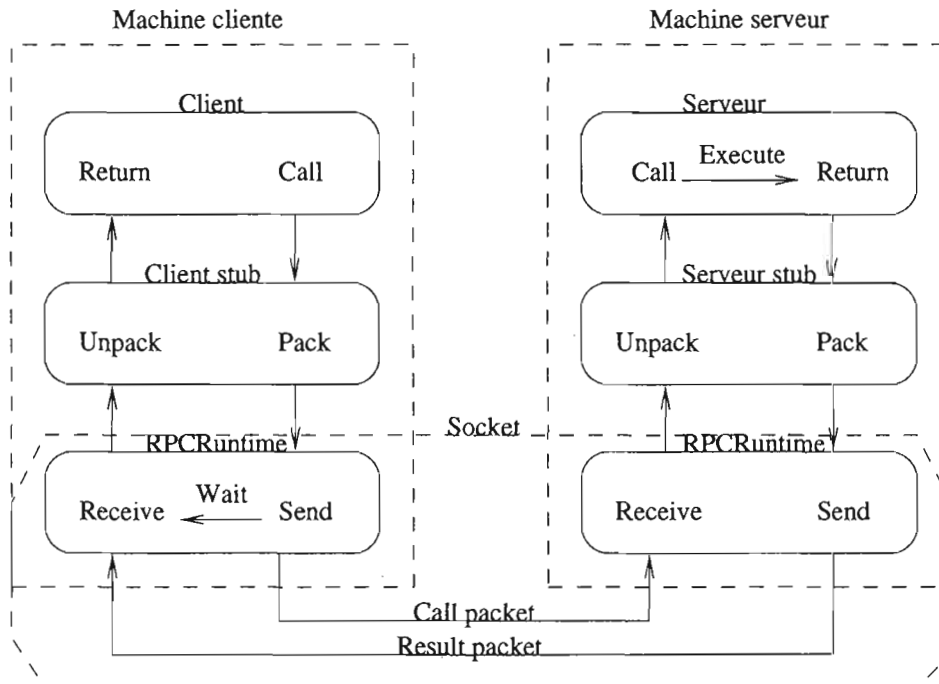 Machine cliente
Machine serveur
Client
Serveur
Return
Call
Call
Execute
Return
Client stub
Serveur stub
Unpack
Pack
Unpack
Pack
Socket
RPCRuntime
RPCRuntime
Receive
Wait
Send
Receive
Send
Call packet
Result packet